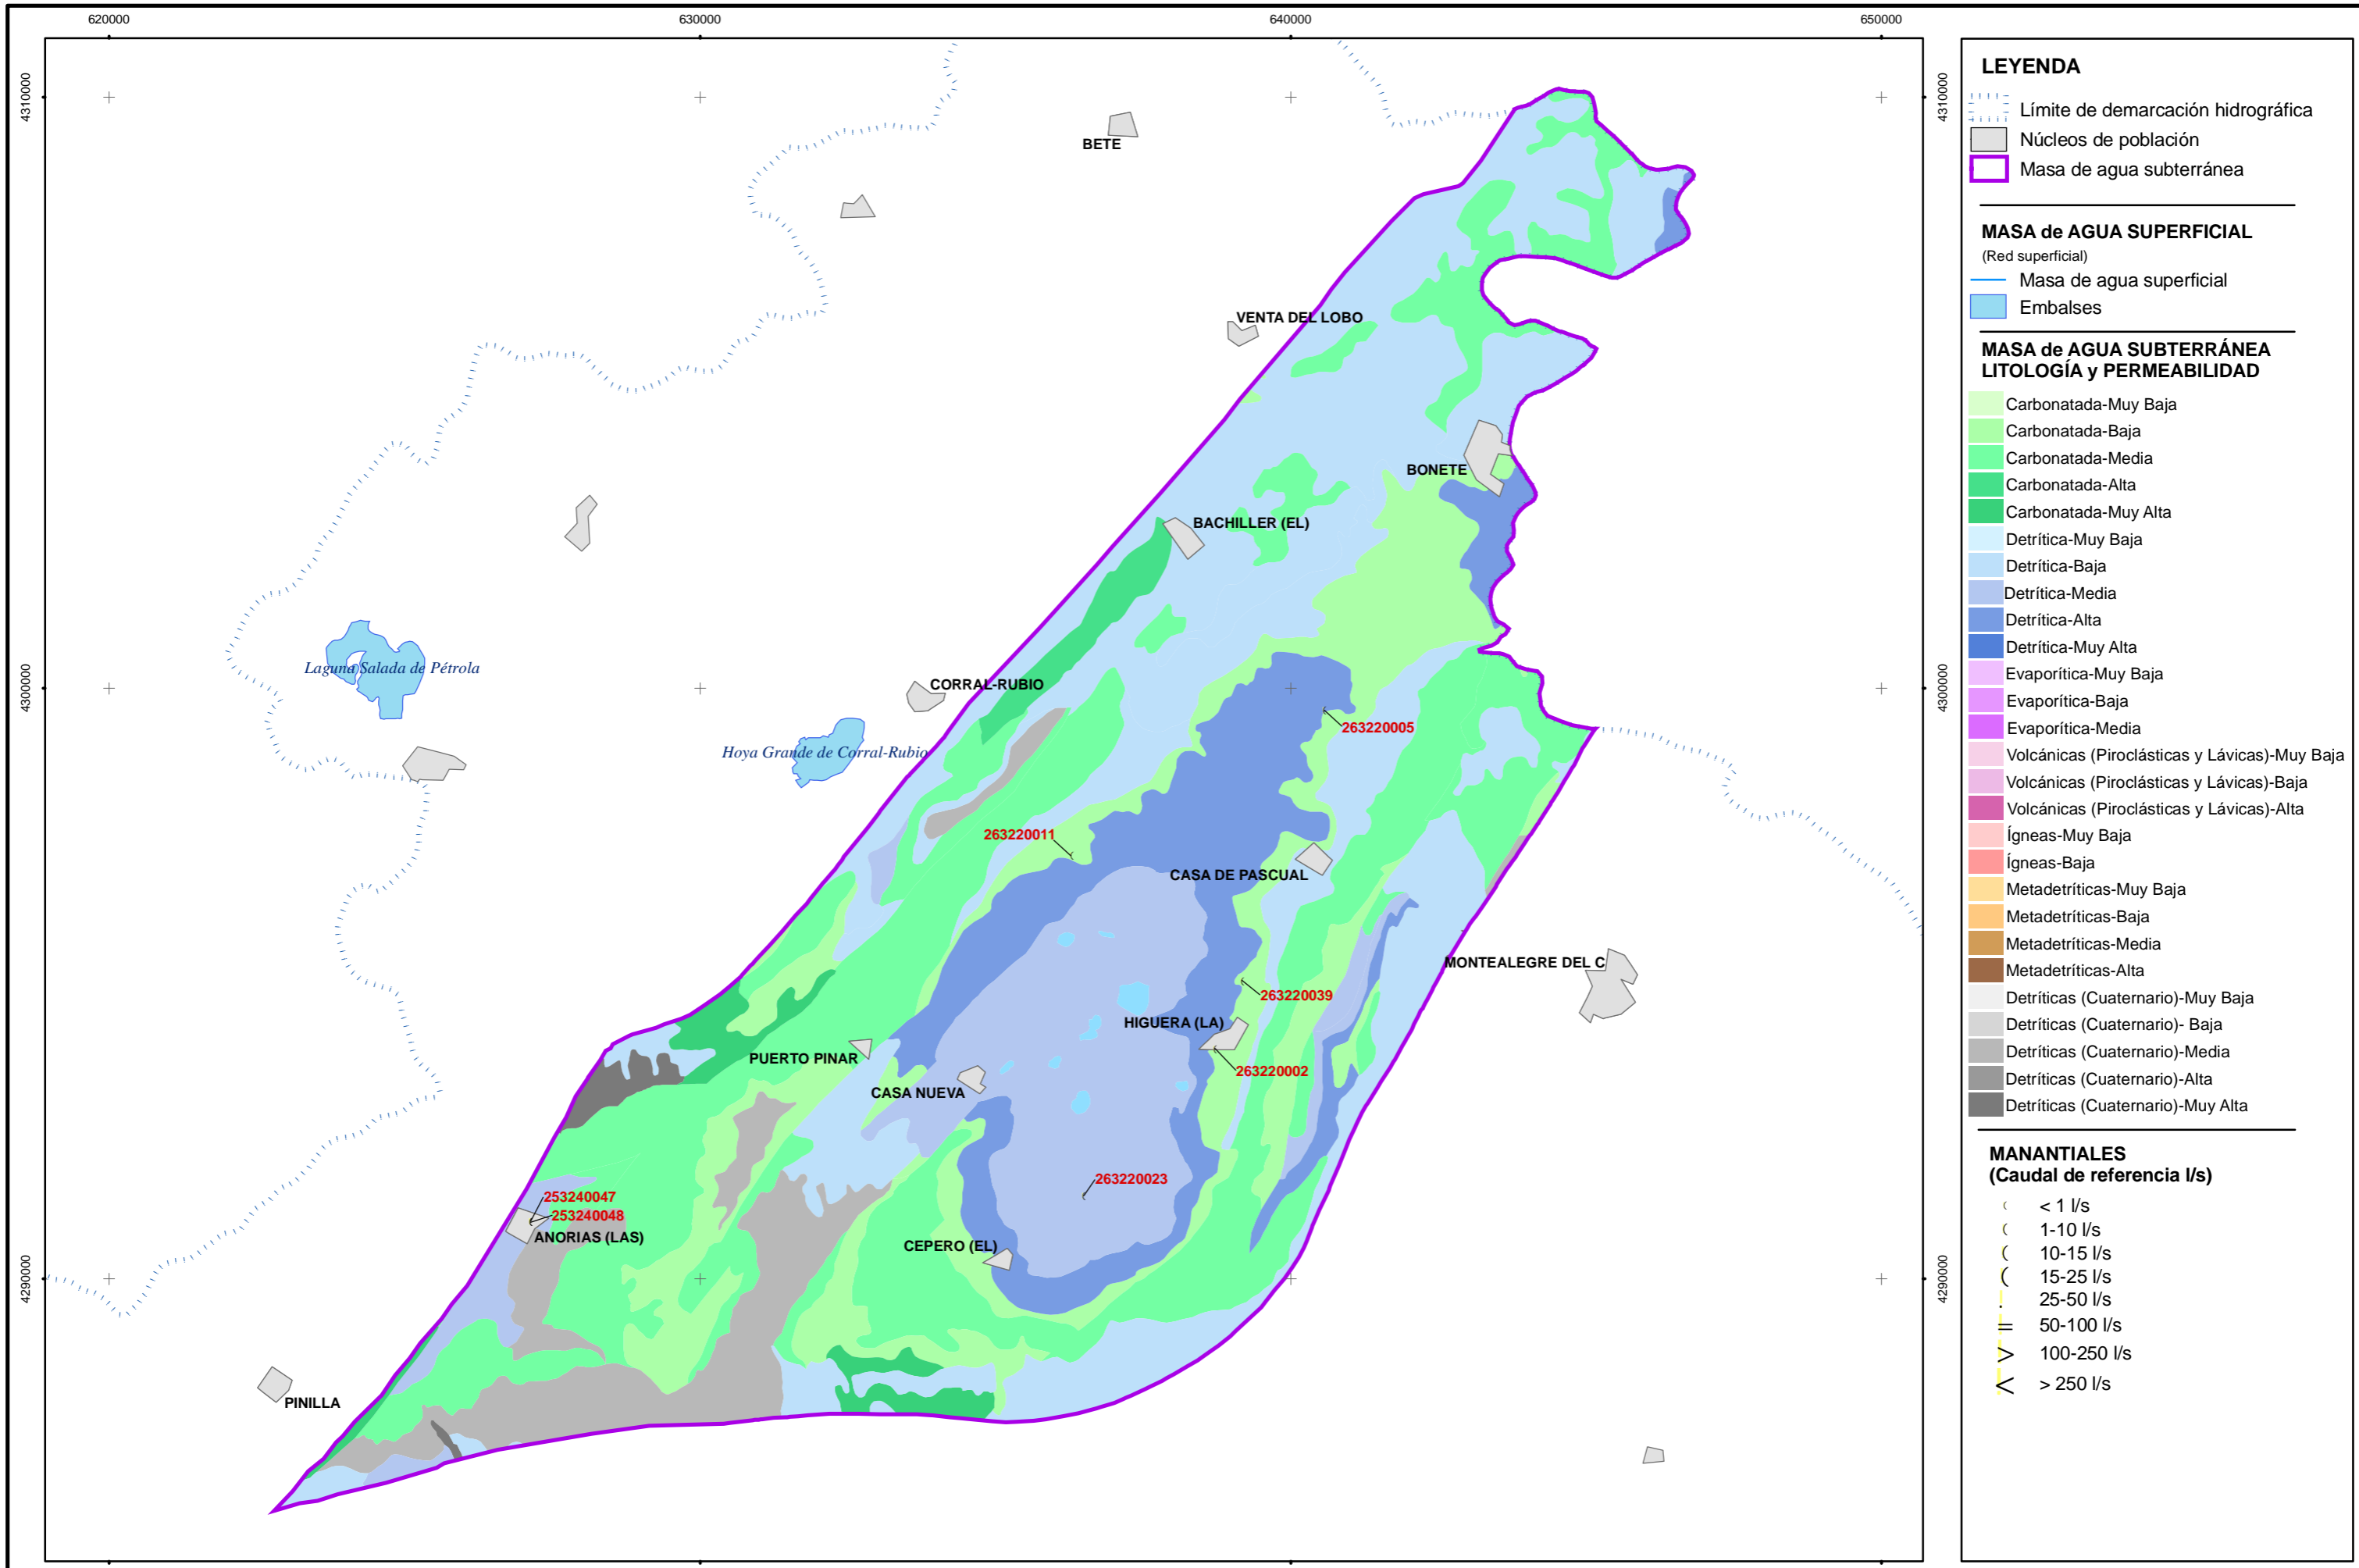 620000
630000
640000
650000
4310000
4310000
4300000
4300000
4290000
4290000
BETE
VENTA DEL LOBO
BONETE
BACHILLER (EL)
Laguna Salada de Pétrola
CORRAL-RUBIO
263220005
Hoya Grande de Corral-Rubio
263220011
CASA DE PASCUAL
MONTEALEGRE DEL C
263220039
HIGUERA (LA)
PUERTO PINAR
263220002
CASA NUEVA
263220023
253240047
253240048
ANORIAS (LAS)
CEPERO (EL)
PINILLA
LEYENDA
Límite de demarcación hidrográfica
Núcleos de población
Masa de agua subterránea
MASA de AGUA SUPERFICIAL
(Red superficial)
Masa de agua superficial
Embalses
MASA de AGUA SUBTERRÁNEA
LITOLOGÍA y PERMEABILIDAD
Carbonatada-Muy Baja
Carbonatada-Baja
Carbonatada-Media
Carbonatada-Alta
Carbonatada-Muy Alta
Detrítica-Muy Baja
Detrítica-Baja
Detrítica-Media
Detrítica-Alta
Detrítica-Muy Alta
Evaporítica-Muy Baja
Evaporítica-Baja
Evaporítica-Media
Volcánicas (Piroclásticas y Lávicas)-Muy Baja
Volcánicas (Piroclásticas y Lávicas)-Baja
Volcánicas (Piroclásticas y Lávicas)-Alta
Ígneas-Muy Baja
Ígneas-Baja
Metadetríticas-Muy Baja
Metadetríticas-Baja
Metadetríticas-Media
Metadetríticas-Alta
Detríticas (Cuaternario)-Muy Baja
Detríticas (Cuaternario)- Baja
Detríticas (Cuaternario)-Media
Detríticas (Cuaternario)-Alta
Detríticas (Cuaternario)-Muy Alta
MANANTIALES
(Caudal de referencia l/s)
< 1 l/s
1-10 l/s
10-15 l/s
15-25 l/s
25-50 l/s
50-100 l/s
100-250 l/s
> 250 l/s